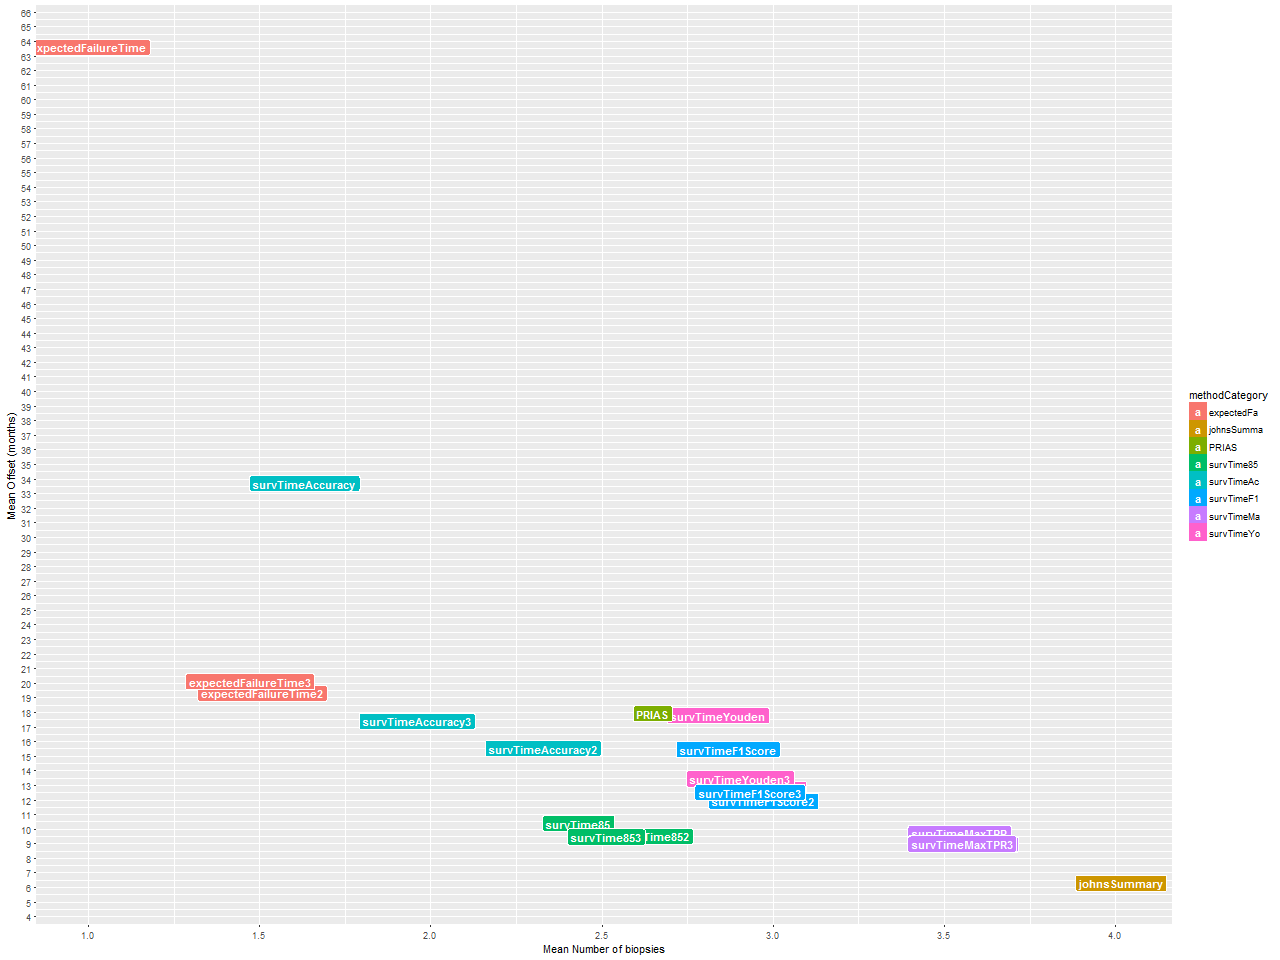 66
65
64
63
62
61
60
59
58
57
56
55
54
53
52
51
50
49
48
47
46
45
44
43
42
41
40
39
38
37
36
35
34
33
32
31
30
29
28
27
26
25
24
23
22
21
20
19
18
17
16
15
14
13
12
11
10
9
8
7
6
5
4
Mean Offset (months)
xpectedFailureTime
survTimeAccuracy
expectedFailureTime3
expectedFailureTime2
PRIAS
survTimeYouden
survTimeAccuracy3
survTimeAccuracy2
survTimeF1Score
survTimeYouden3
survTimeF1Score3
survTimeF1Score2
survTime85
survTime853
Time852
survTimeMaxTPR
survTimeMaxTPR3
johnsSummary
1.0 1.5 2.0 2.5 3.0 3.5 4.0
Mean Number of biopsies
methodCategory
a expectedFa
a johnsSumma
a PRIAS
a survTime85
a survTimeAc
a survTimeF1
a survTimeMa
a survTimeYo